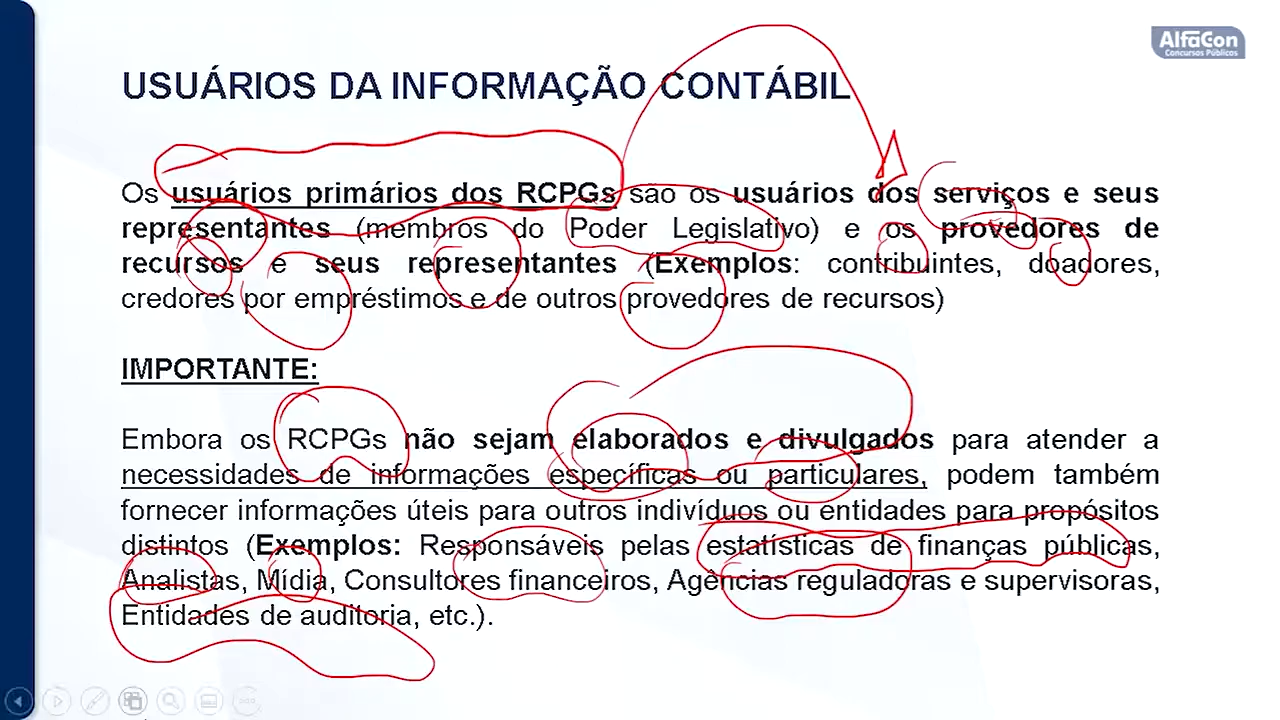 AlfaCon
Concursos Públicos
USUÁRIOS DA INFORMAÇÃO CONTÁBIL
Os usuários primários dos RCPGs são os usuários dos serviços e seus
representantes (membros do Poder Legislativo) e os provedores de
recursos e seus representantes (Exemplos: contribuintes, doadores,
credores por empréstimos e de outros provedores de recursos)
IMPORTANTE:
Embora os RCPGs não sejam elaborados e divulgados para atender a
necessidades de informações específicas ou particulares, podem também
fornecer informações úteis para outros indivíduos ou entidades para propósitos
distintos (Exemplos: Responsáveis pelas estatísticas de finanças públicas,
Analistas, Mídia, Consultores financeiros, Agências reguladoras e supervisoras,
Entidades de auditoria, etc.).